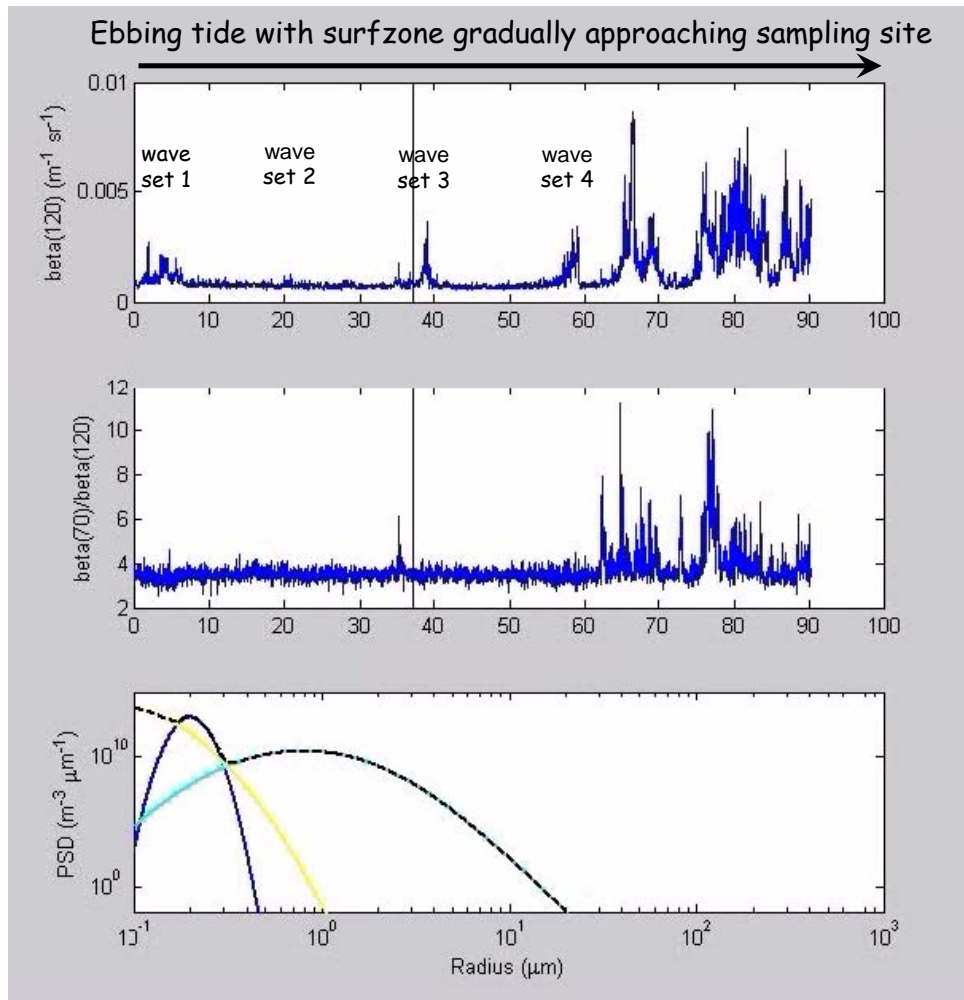 Ebbing tide with surfzone gradually approaching sampling site
0.01
0.005
0
beta(120) (m⁻¹ sr⁻¹)
wave
set 1
wave
set 2
wave
set 3
wave
set 4
0 10 20 30 40 50 60 70 80 90 100
12
10
8
6
4
2
beta(70)/beta(120)
0 10 20 30 40 50 60 70 80 90 100
10¹⁰
10⁰
PSD (m⁻³ μm⁻¹)
10⁻¹ 10⁰ 10¹ 10² 10³
Radius (μm)